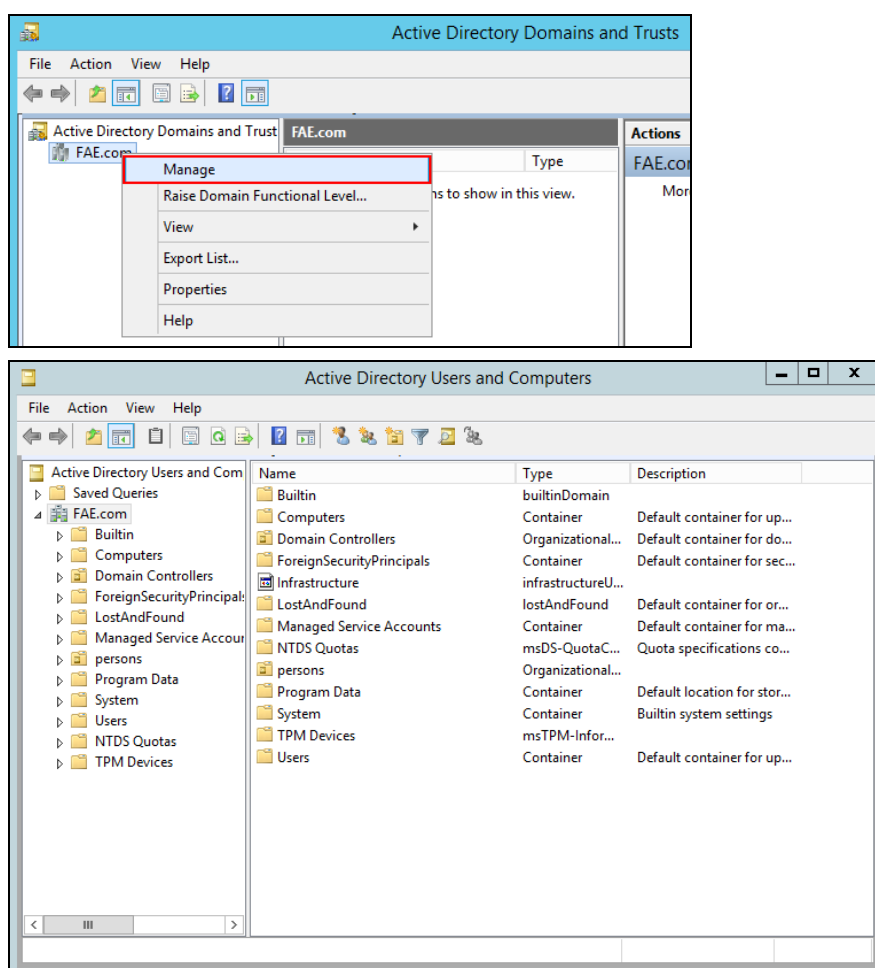 Active Directory Domains and Trusts
File Action View Help
Active Directory Domains and Trust FAE.com Actions
FAE.com Type FAE.co
Manage
Raise Domain Functional Level... to show in this view. Mor
View
Export List...
Properties
Help
Active Directory Users and Computers
File Action View Help
Active Directory Users and Com Name Type Description
Saved Queries Builtin builtinDomain
FAE.com Computers Container Default container for up...
Builtin Domain Controllers Organizational... Default container for do...
Computers ForeignSecurityPrincipals Container Default container for sec...
Domain Controllers Infrastructure infrastructureU...
ForeignSecurityPrincipals LostAndFound lostAndFound Default container for or...
LostAndFound Managed Service Accounts Container Default container for ma...
Managed Service Accour NTDS Quotas msDS-QuotaC... Quota specifications co...
persons persons Organizational...
Program Data Program Data Container Default location for stor...
System System Container Builtin system settings
Users TPM Devices msTPM-Infor...
NTDS Quotas Users Container Default container for up...
TPM Devices